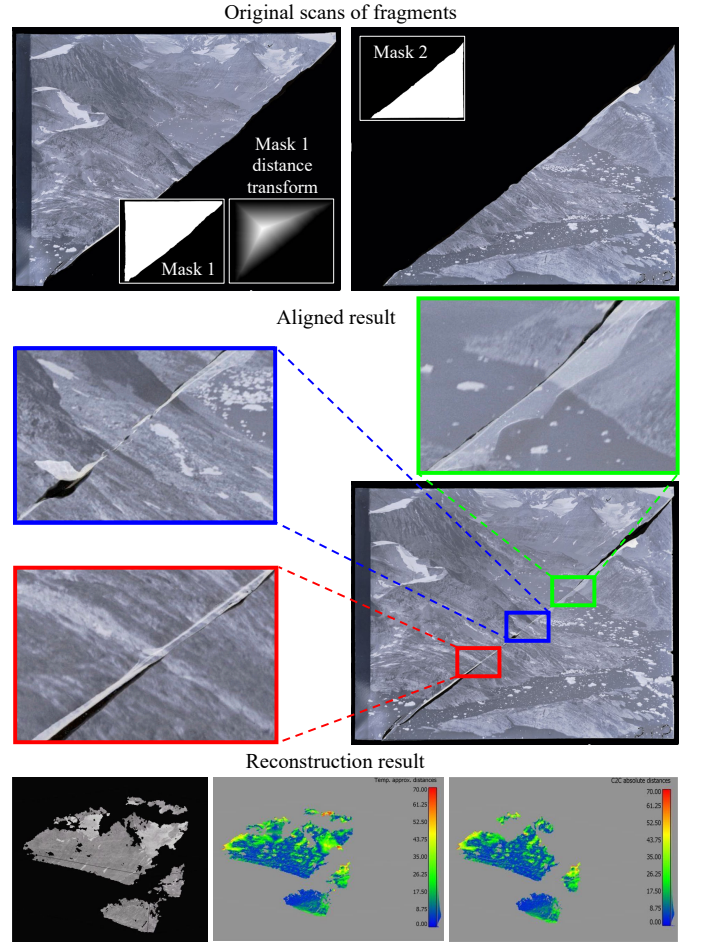 Original scans of fragments
Mask 2
Mask 1
distance
transform
Mask 1
Aligned result
Reconstruction result
Temp. approx. distances
70.00
61.25
52.50
43.75
35.00
26.25
17.50
8.75
0.00
C2C absolute distances
70.00
61.25
52.50
43.75
35.00
26.25
17.50
8.75
0.00